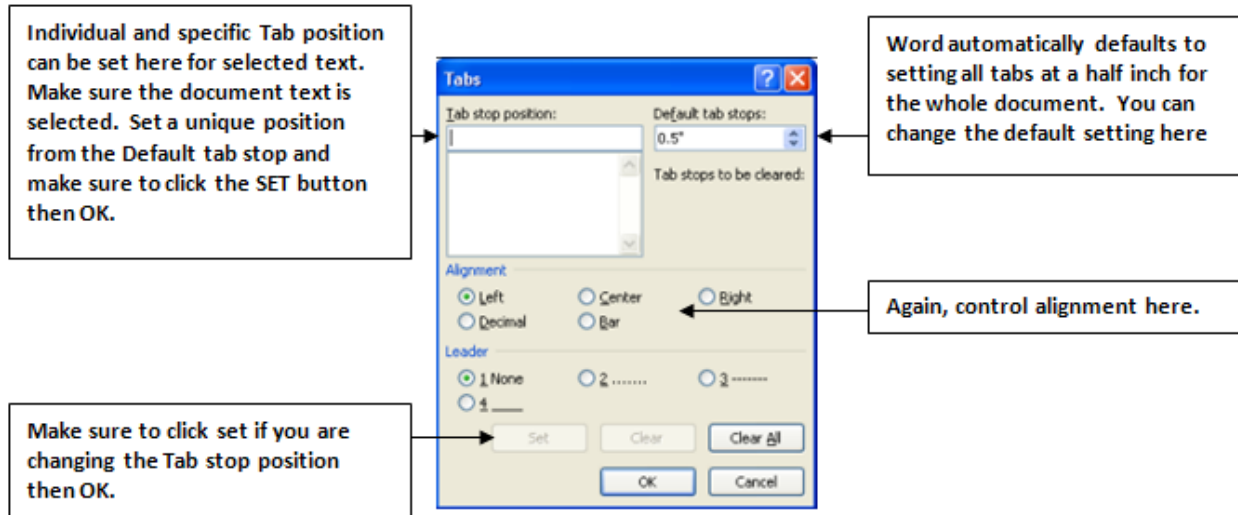 Individual and specific Tab position
can be set here for selected text.
Make sure the document text is
selected. Set a unique position
from the Default tab stop and
make sure to click the SET button
then OK.
Tabs
Tab stop position:
Default tab stops:
0.5"
Tab stops to be cleared:
Word automatically defaults to
setting all tabs at a half inch for
the whole document. You can
change the default setting here
Alignment
Left Center Right
Decimal Bar
Again, control alignment here.
Leader
1 None 2 ....... 3 -------
4 ____
Make sure to click set if you are
changing the Tab stop position
then OK.
Set Clear Clear All
OK Cancel